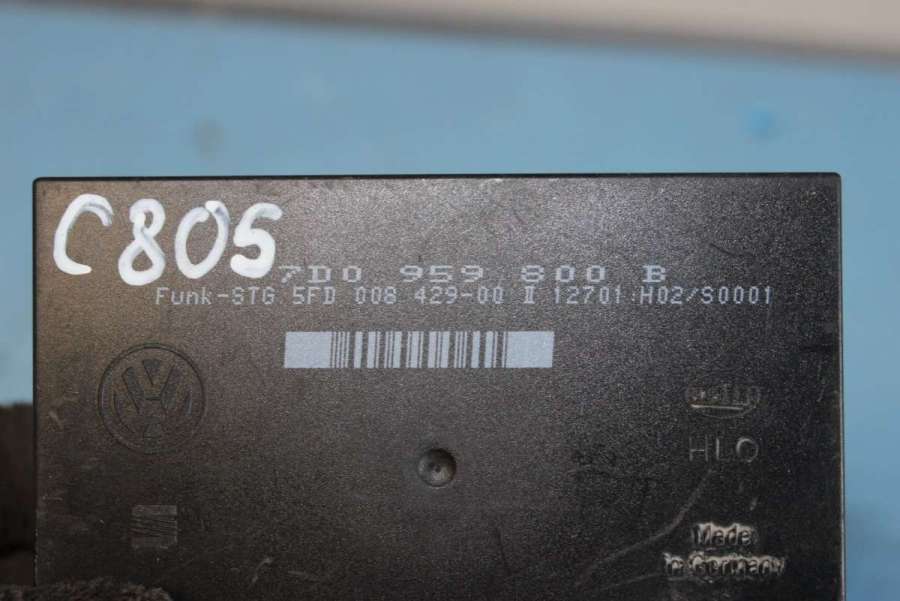 C805
7D0 959 800 B
Funk-STG 5FD 008 429-00 II 12701 H02/S0001
HLO
Made
in Germany